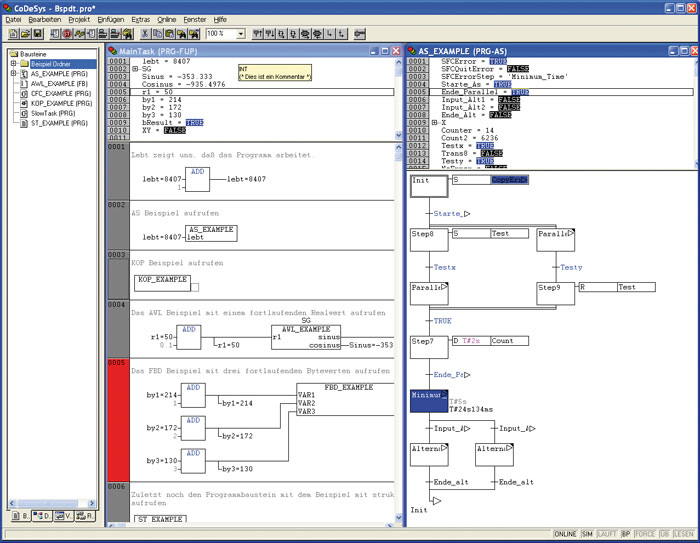 CoDeSys - Bspdt.pro*
Datei Bearbeiten Projekt Einfügen Extras Online Fenster Hilfe
100 %
Bausteine
Beispiel Ordner
AS_EXAMPLE (PRG)
AWL_EXAMPLE (FB)
CFC_EXAMPLE (PRG)
KOP_EXAMPLE (PRG)
SlowTask (PRG)
ST_EXAMPLE (PRG)
B.. D.. V.. R..
MainTask (PRG-FUP)
0001 lebt = 8407
0002 SG
0003 Sinus = -353.333
0004 Cosinus = -935.4976
0005 r1 = 50
0006 by1 = 214
0007 by2 = 172
0008 by3 = 130
0009 bResult = TRUE
0010 XY = FALSE
0011
INT
(* Dies ist ein Kommentar *)
0001
Lebt zeigt uns, daß das Programm arbeitet.
ADD
lebt=8407 lebt=8407
1
0002
AS Beispiel aufrufen
AS_EXAMPLE
lebt=8407 lebt
0003
KOP Beispiel aufrufen
KOP_EXAMPLE
0004
Das AWL Beispiel mit einem fortlaufenden Realwert aufrufen
SG
ADD AWL_EXAMPLE
r1=50 r1 sinus
0.1 r1=50 cosinus Sinus=-353
0005
Das FBD Beispiel mit drei fortlaufenden Bytewerten aufrufen
ADD FBD_EXAMPLE
by1=214 VAR1
1 by1=214 VAR2
VAR3
ADD
by2=172
2 by2=172
ADD
by3=130
3 by3=130
0006
Zuletzt noch den Programbaustein mit dem Beispiel mit struk
aufrufen
ST_EXAMPLE
AS_EXAMPLE (PRG-AS)
0001 SFCError = TRUE
0002 SFCQuitError = FALSE
0003 SFCErrorStep = 'Minimum_Time'
0004 Starte_As = TRUE
0005 Ende_Parallel = TRUE
0006 Input_Alt1 = FALSE
0007 Input_Alt2 = FALSE
0008 Ende_Alt = FALSE
0009 X
0010 Counter = 14
0011 Count2 = 6236
0012 Testx = TRUE
0013 Trans8 = FALSE
0014 Testy = TRUE
0015
Init S
Starte_
Step8 S Test Paralle
Testx Testy
Paralle Step9 R Test
TRUE
Step7 D T#2s Count
Ende_Pa
Minimum
T#5s
T#24s134ms
Input_A Input_A
Alterna Alterna
Ende_alt Ende_alt
Init
ONLINE SIM LÄUFT BP FORCE ÜB LESEN